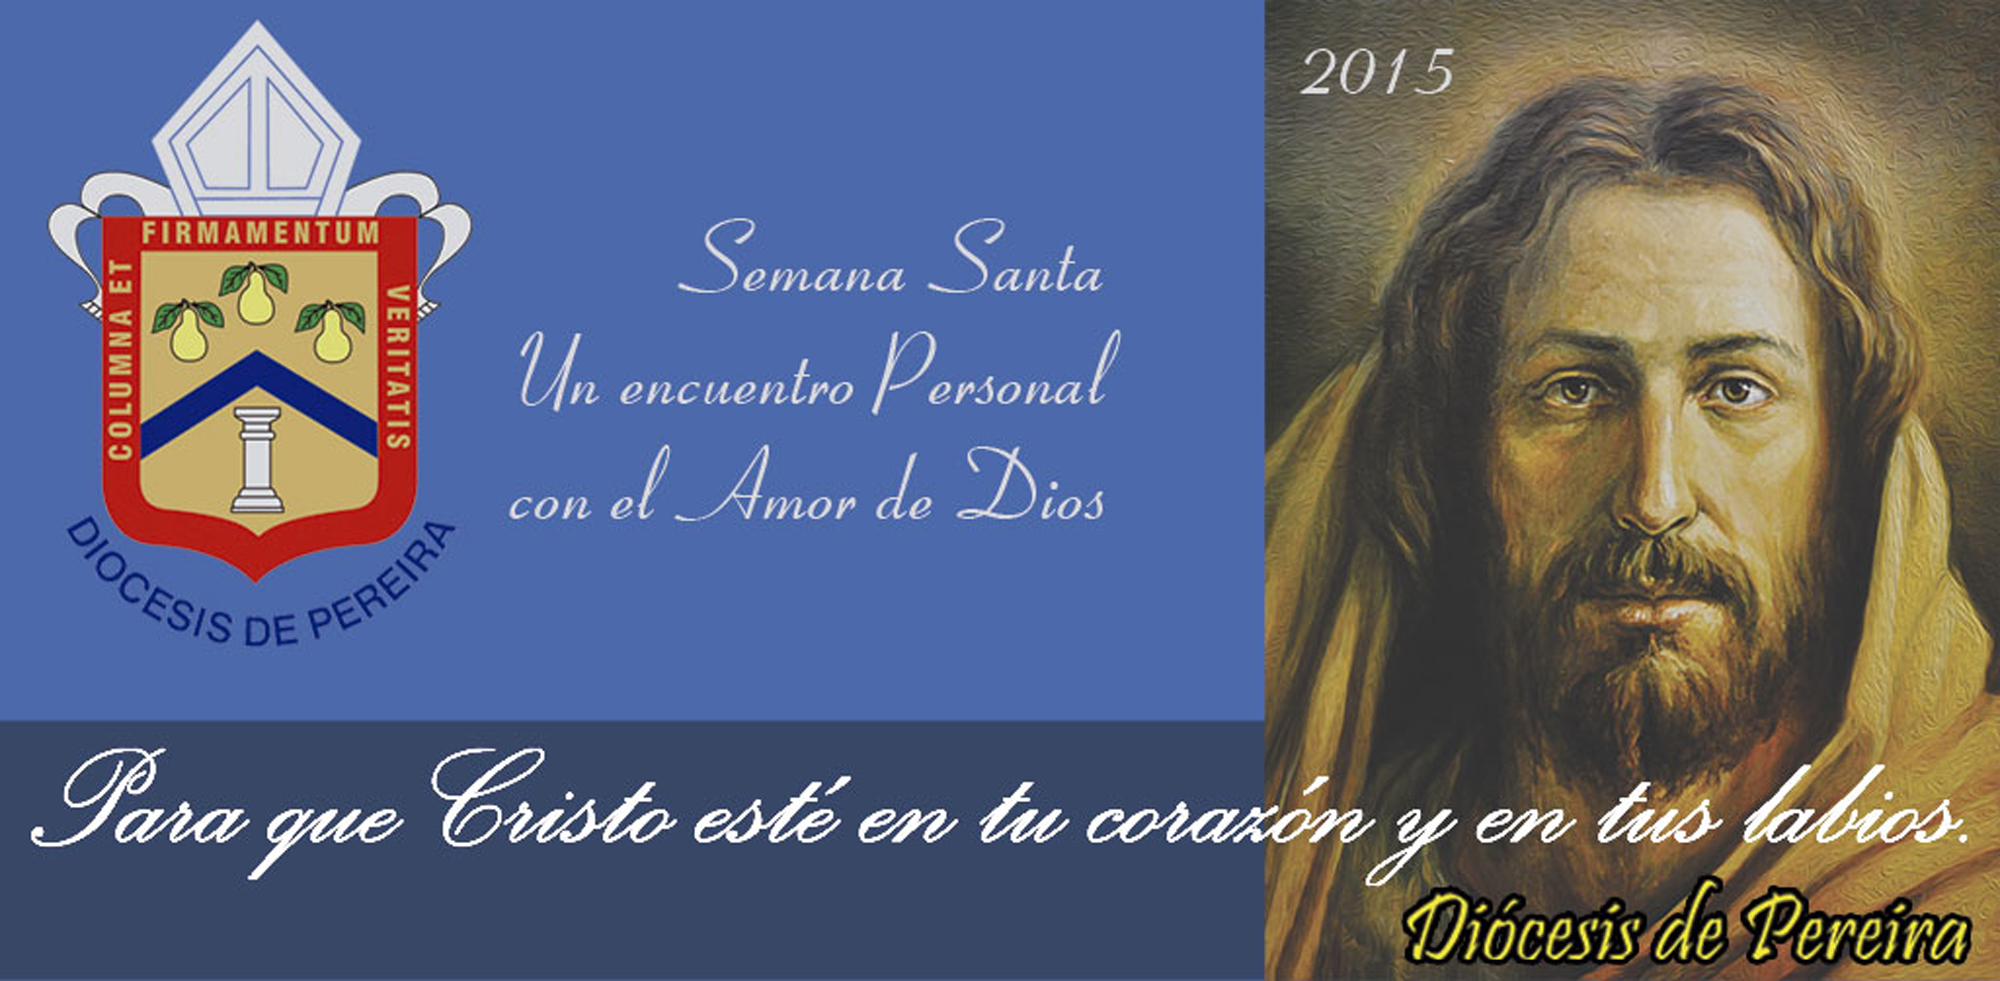 FIRMAMENTUM
COLUMNA ET
VERITATIS
DIOCESIS DE PEREIRA
Semana Santa
Un encuentro Personal
con el Amor de Dios
2015
Para que Cristo esté en tu corazón y en tus labios.
Diócesis de Pereira